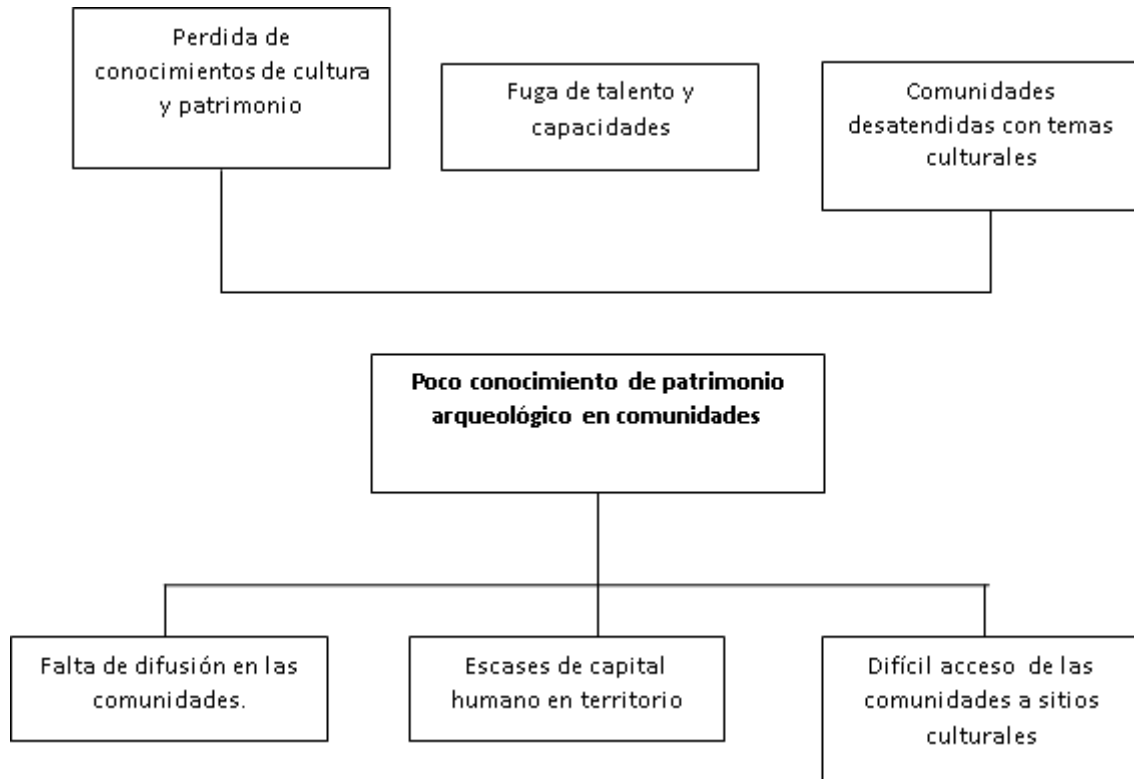 Perdida de
conocimientos de cultura
y patrimonio
Fuga de talento y
capacidades
Comunidades
desatendidas con temas
culturales
Poco conocimiento de patrimonio
arqueológico en comunidades
Falta de difusión en las
comunidades.
Escases de capital
humano en territorio
Difícil acceso de las
comunidades a sitios
culturales